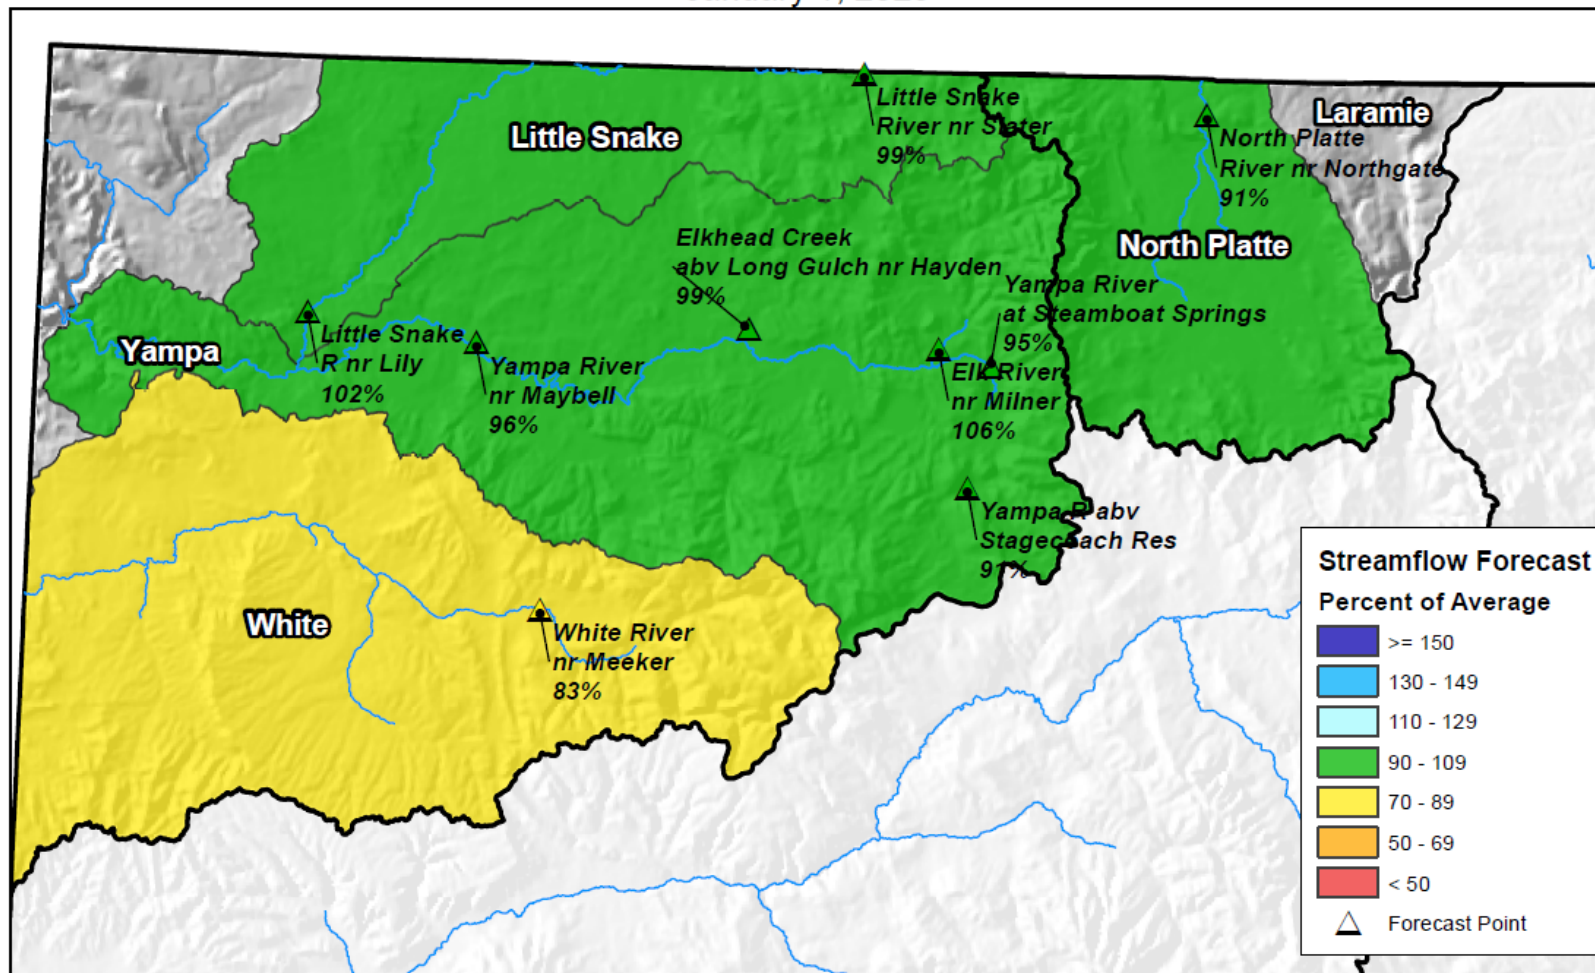 Little Snake
River nr Slater
99%
Laramie
Little Snake
North Platte
River nr Northgate
91%
North Platte
Elkhead Creek
abv Long Gulch nr Hayden
99%
Yampa River
at Steamboat Springs
95%
Yampa
Little Snake
R nr Lily
102%
Yampa River
nr Maybell
96%
Elk River
nr Milner
106%
Yampa R abv
Stagecoach Res
91%
White
White River
nr Meeker
83%
Streamflow Forecast
Percent of Average
>= 150
130 - 149
110 - 129
90 - 109
70 - 89
50 - 69
< 50
Forecast Point